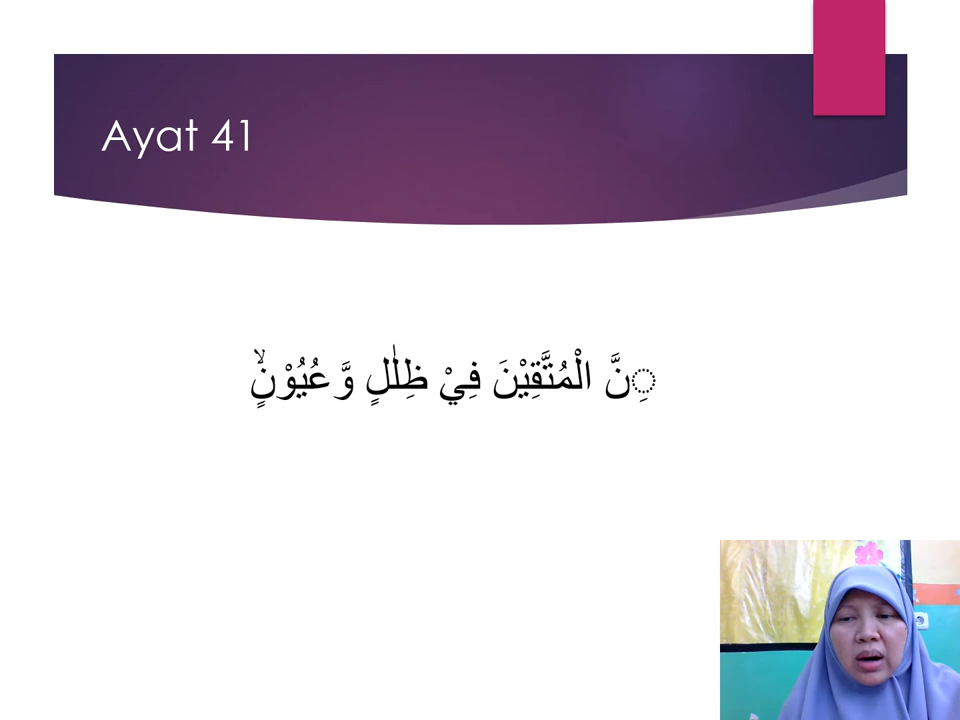 Ayat 41
ِنَّ الْمُتَّقِيْنَ فِيْ ظِلٰلٍ وَّعُيُوْنٍۙ